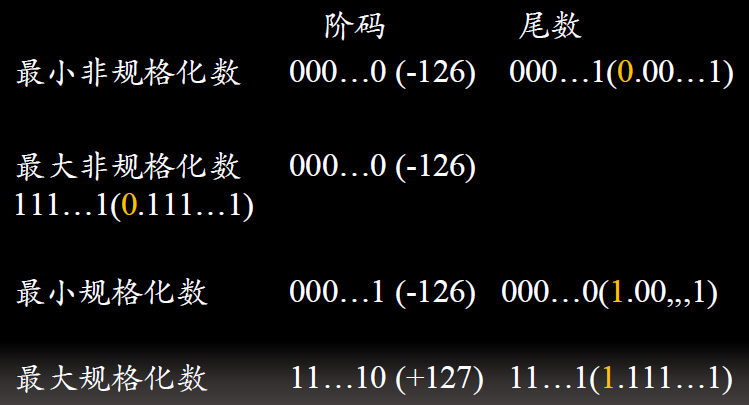 阶码 尾数
最小非规格化数 000…0 (-126) 000…1(0.00…1)
最大非规格化数 000…0 (-126)
111…1(0.111…1)
最小规格化数 000…1 (-126) 000…0(1.00,,,1)
最大规格化数 11…10 (+127) 11…1(1.111…1)